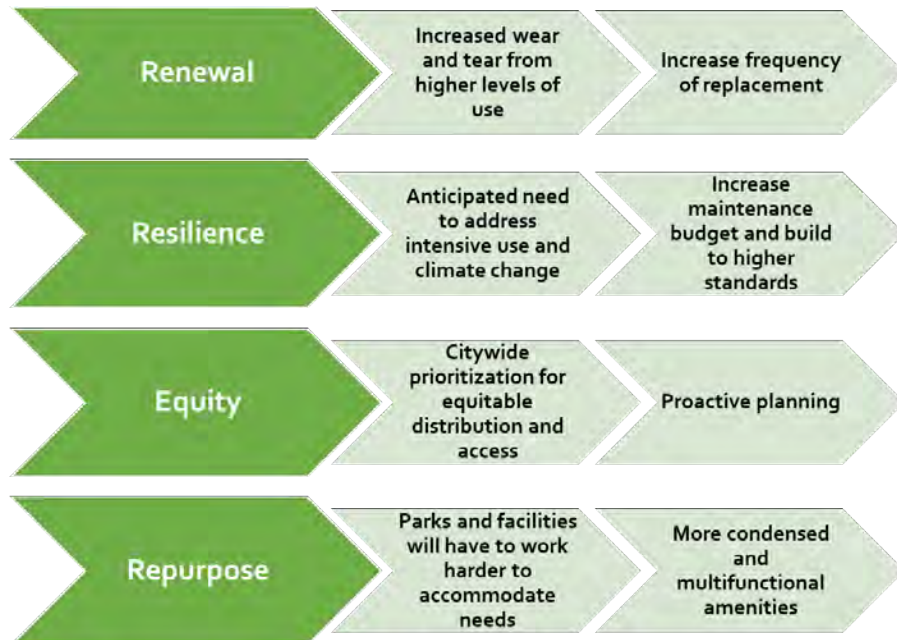 Renewal
Increased wear
and tear from
higher levels of
use
Increase frequency
of replacement
Resilience
Anticipated need
to address
intensive use and
climate change
Increase
maintenance
budget and build
to higher
standards
Equity
Citywide
prioritization for
equitable
distribution and
access
Proactive planning
Repurpose
Parks and facilities
will have to work
harder to
accommodate
needs
More condensed
and
multifunctional
amenities